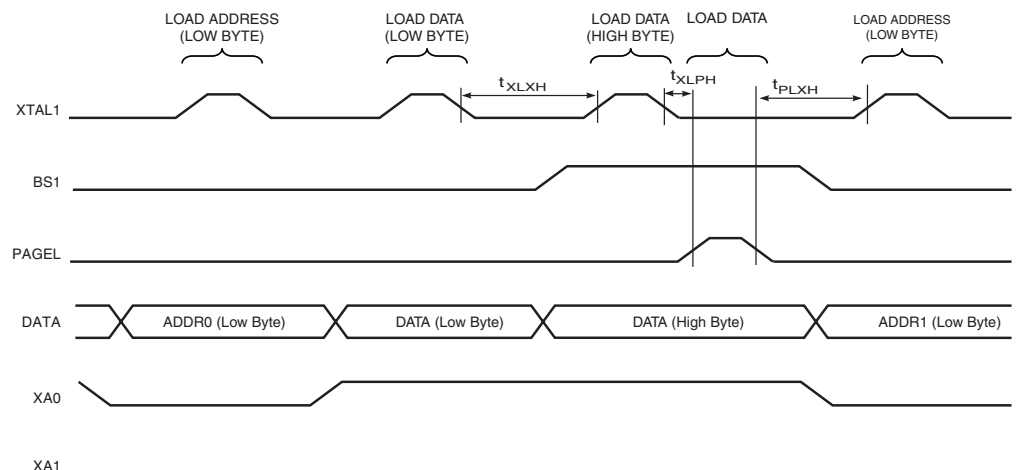 LOAD ADDRESS
(LOW BYTE)
LOAD DATA
(LOW BYTE)
LOAD DATA
(HIGH BYTE)
LOAD DATA
LOAD ADDRESS
(LOW BYTE)
tXLXH
tXLPH
tPLXH
XTAL1
BS1
PAGEL
DATA
ADDR0 (Low Byte)
DATA (Low Byte)
DATA (High Byte)
ADDR1 (Low Byte)
XA0
XA1